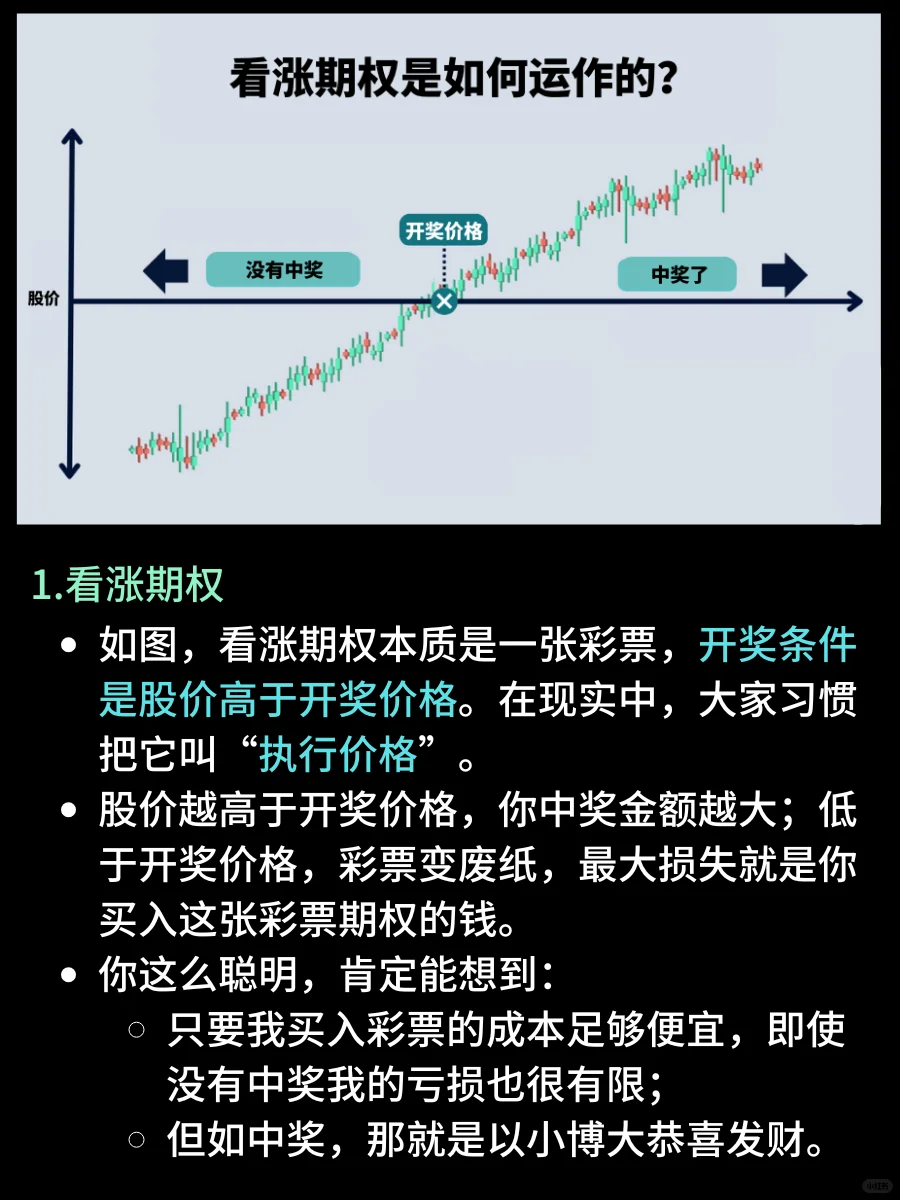 看涨期权是如何运作的?
开奖价格
没有中奖
中奖了
股价
1.看涨期权
• 如图，看涨期权本质是一张彩票，开奖条件
是股价高于开奖价格。在现实中，大家习惯
把它叫“执行价格”。
• 股价越高于开奖价格，你中奖金额越大；低
于开奖价格，彩票变废纸，最大损失就是你
买入这张彩票期权的钱。
• 你这么聪明，肯定能想到：
○ 只要我买入彩票的成本足够便宜，即使
没有中奖我的亏损也很有限；
○ 但如中奖，那就是以小博大恭喜发财。
小红书